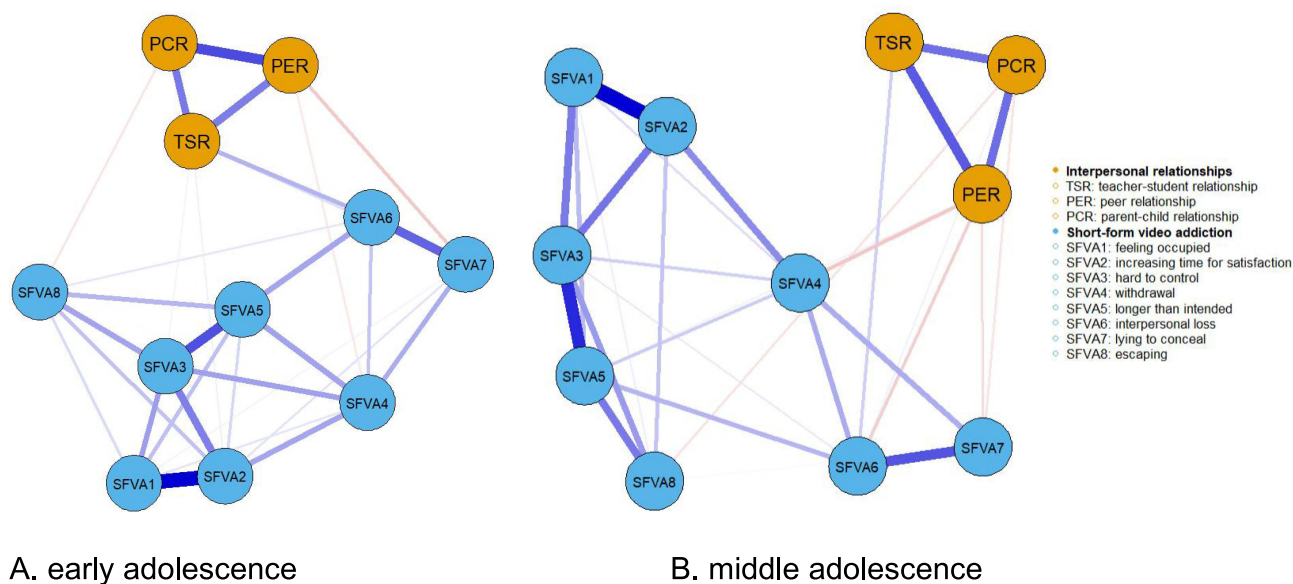 PCR
PER
TSR
SFVA6
SFVA7
SFVA8
SFVA5
SFVA3
SFVA4
SFVA1
SFVA2
A. early adolescence
TSR
PCR
SFVA1
SFVA2
PER
SFVA3
SFVA4
SFVA5
SFVA6
SFVA7
SFVA8
B. middle adolescence
Interpersonal relationships
TSR: teacher-student relationship
PER: peer relationship
PCR: parent-child relationship
Short-form video addiction
SFVA1: feeling occupied
SFVA2: increasing time for satisfaction
SFVA3: hard to control
SFVA4: withdrawal
SFVA5: longer than intended
SFVA6: interpersonal loss
SFVA7: lying to conceal
SFVA8: escaping